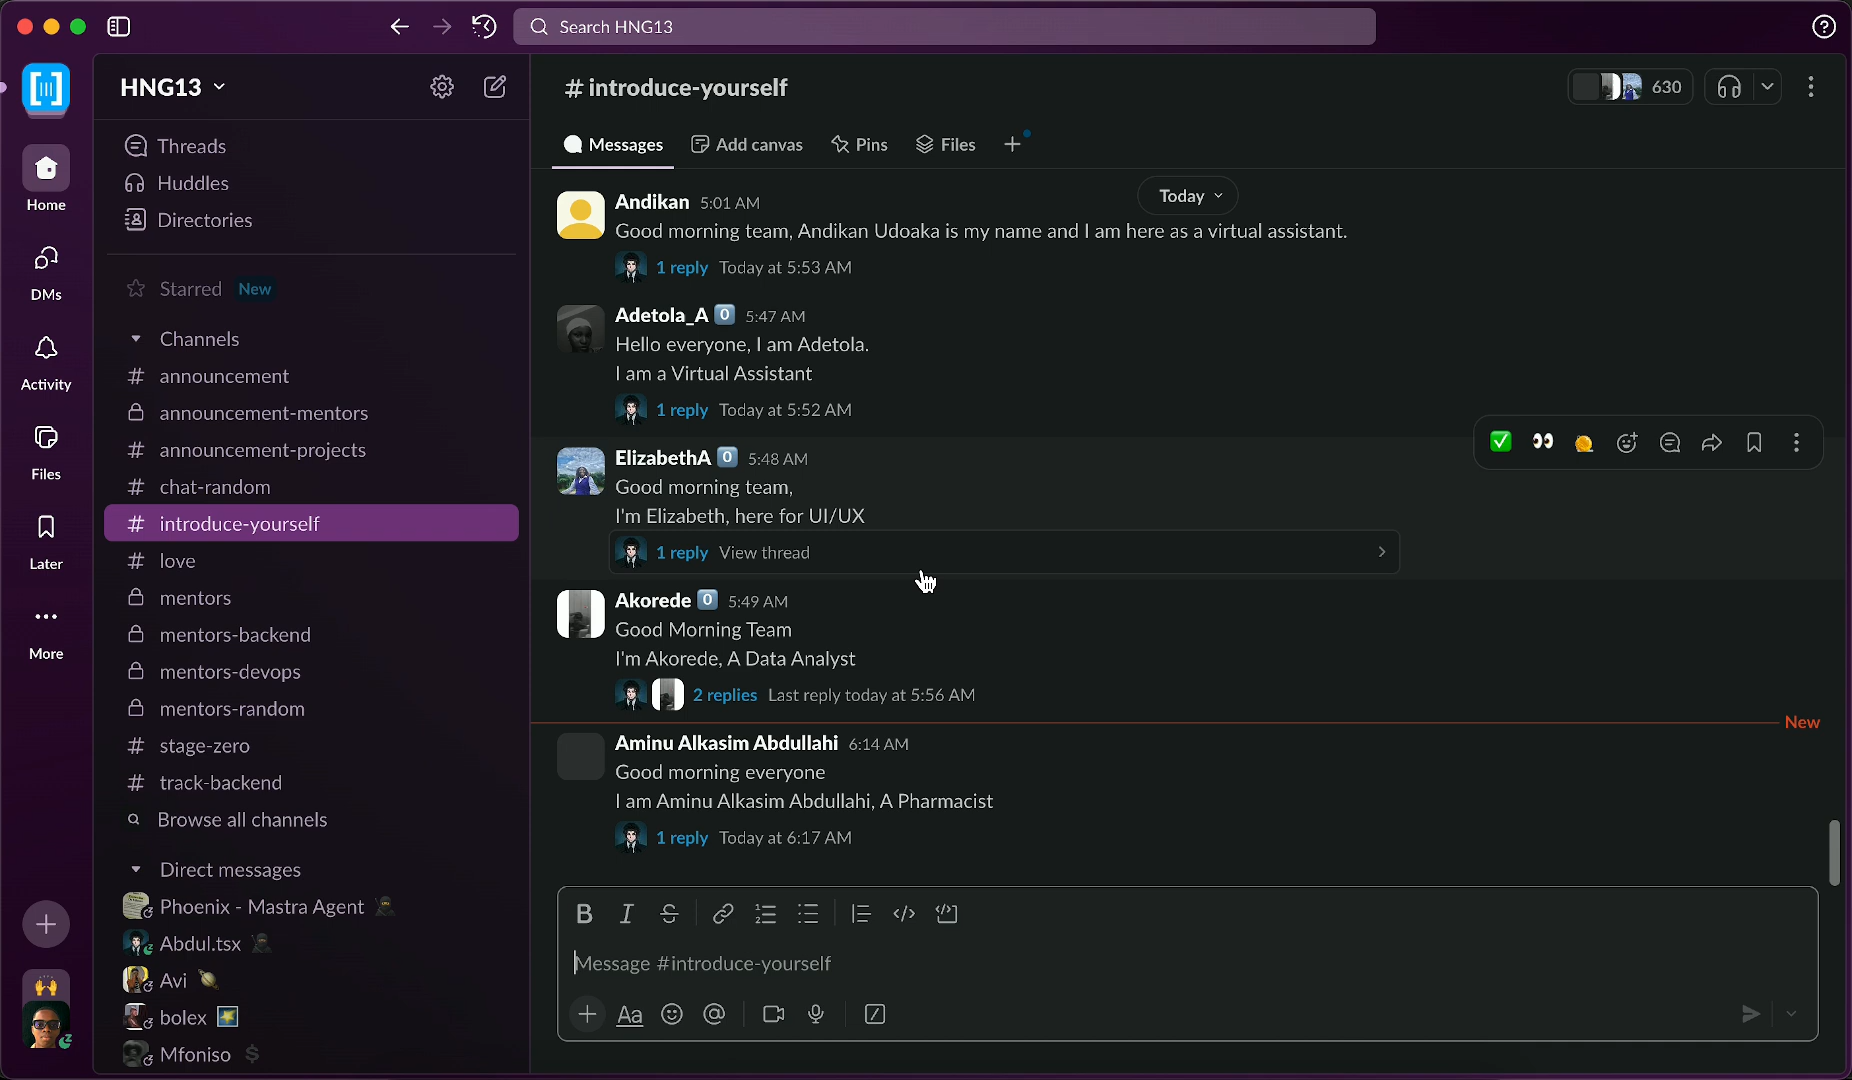 Search HNG13
HNG13
Threads
Huddles
Directories
Starred New
Channels
announcement
announcement-mentors
announcement-projects
chat-random
introduce-yourself
love
mentors
mentors-backend
mentors-devops
mentors-random
stage-zero
track-backend
Browse all channels
Direct messages
Phoenix - Mastra Agent
Abdul.tsx
Avi
bolex
Mfoniso
Home
DMs
Activity
Files
Later
More
# introduce-yourself
630
Messages Add canvas Pins Files
Today
Andikan 5:01 AM
Good morning team, Andikan Udoaka is my name and I am here as a virtual assistant.
1 reply Today at 5:53 AM
Adetola_A 0 5:47 AM
Hello everyone, I am Adetola.
I am a Virtual Assistant
1 reply Today at 5:52 AM
ElizabethA 0 5:48 AM
Good morning team,
I'm Elizabeth, here for UI/UX
1 reply View thread
Akorede 0 5:49 AM
Good Morning Team
I'm Akorede, A Data Analyst
2 replies Last reply today at 5:56 AM
New
Aminu Alkasim Abdullahi 6:14 AM
Good morning everyone
I am Aminu Alkasim Abdullahi, A Pharmacist
1 reply Today at 6:17 AM
Message #introduce-yourself
Aa